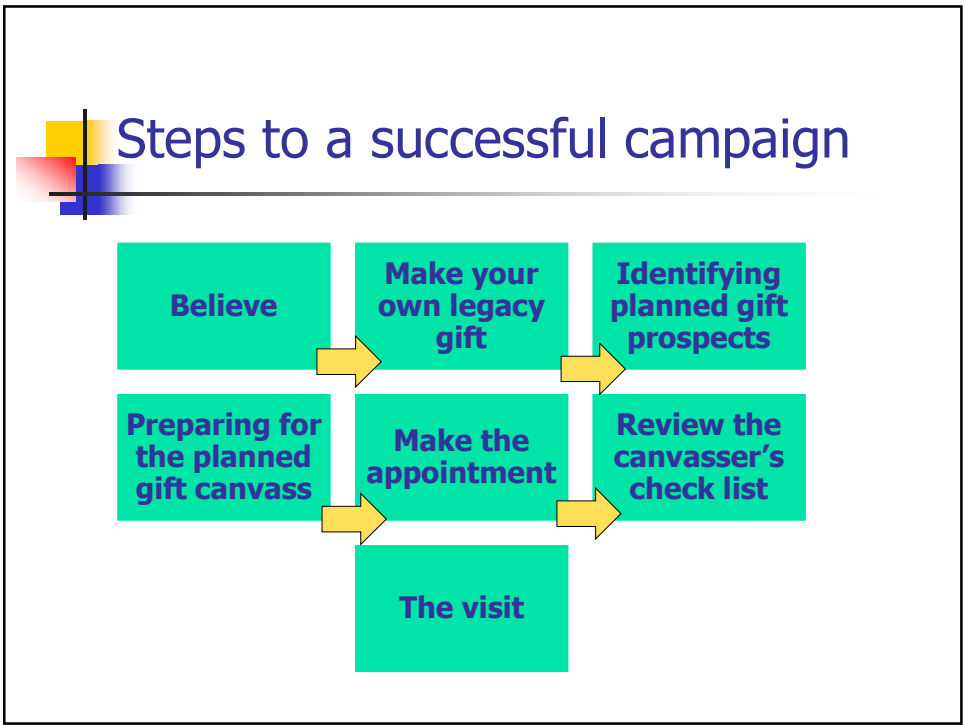 Steps to a successful campaign
Believe
Make your
own legacy
gift
Identifying
planned gift
prospects
Preparing for
the planned
gift canvass
Make the
appointment
Review the
canvasser’s
check list
The visit